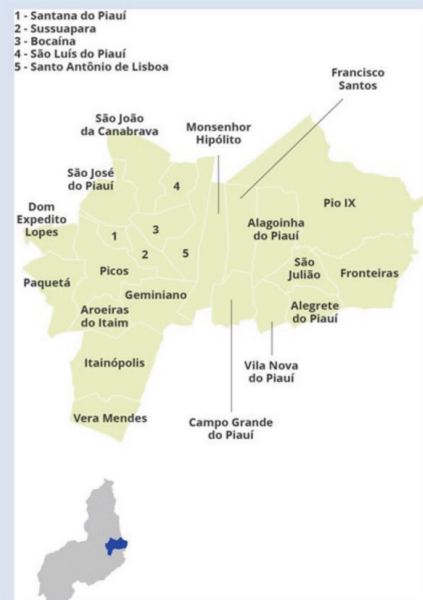 1 - Santana do Piauí
2 - Sussuapara
3 - Bocaína
4 - São Luís do Piauí
5 - Santo Antônio de Lisboa
Francisco
Santos
São João
da Canabrava
Monsenhor
Hipólito
São José
do Piauí
4
Pio IX
Dom
Expedito
Lopes
Alagoinha
do Piauí
3
1
2
5
São
Julião
Fronteiras
Picos
Paquetá
Geminiano
Aroeiras
do Itaim
Alegrete
do Piauí
Itainópolis
Vila Nova
do Piauí
Vera Mendes
Campo Grande
do Piauí